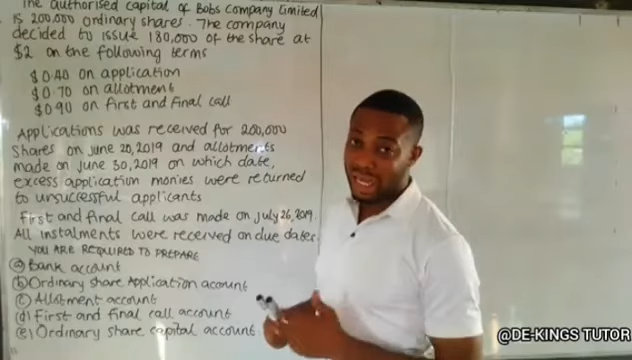 The authorised capital of Bobs Company Limited
is 200,000 ordinary shares. The company
decided to issue 180,000 of the share at
$2 on the following terms
$0.40 on application
$0.70 on allotment
$0.90 on first and final call
Applications was received for 200,000
shares on june 20,2019 and allotments
made on june 30,2019 on which date,
excess application monies were returned
to unsuccessful applicants
First and final call was made on july 26,2019.
All instalments were received on due dates.
YOU ARE REQUIRED TO PREPARE
(a) Bank account
(b) Ordinary share Application acount
(c) Allotment account
(d) First and final call account
(e) Ordinary share capital account
@DE-KINGS TUTOR